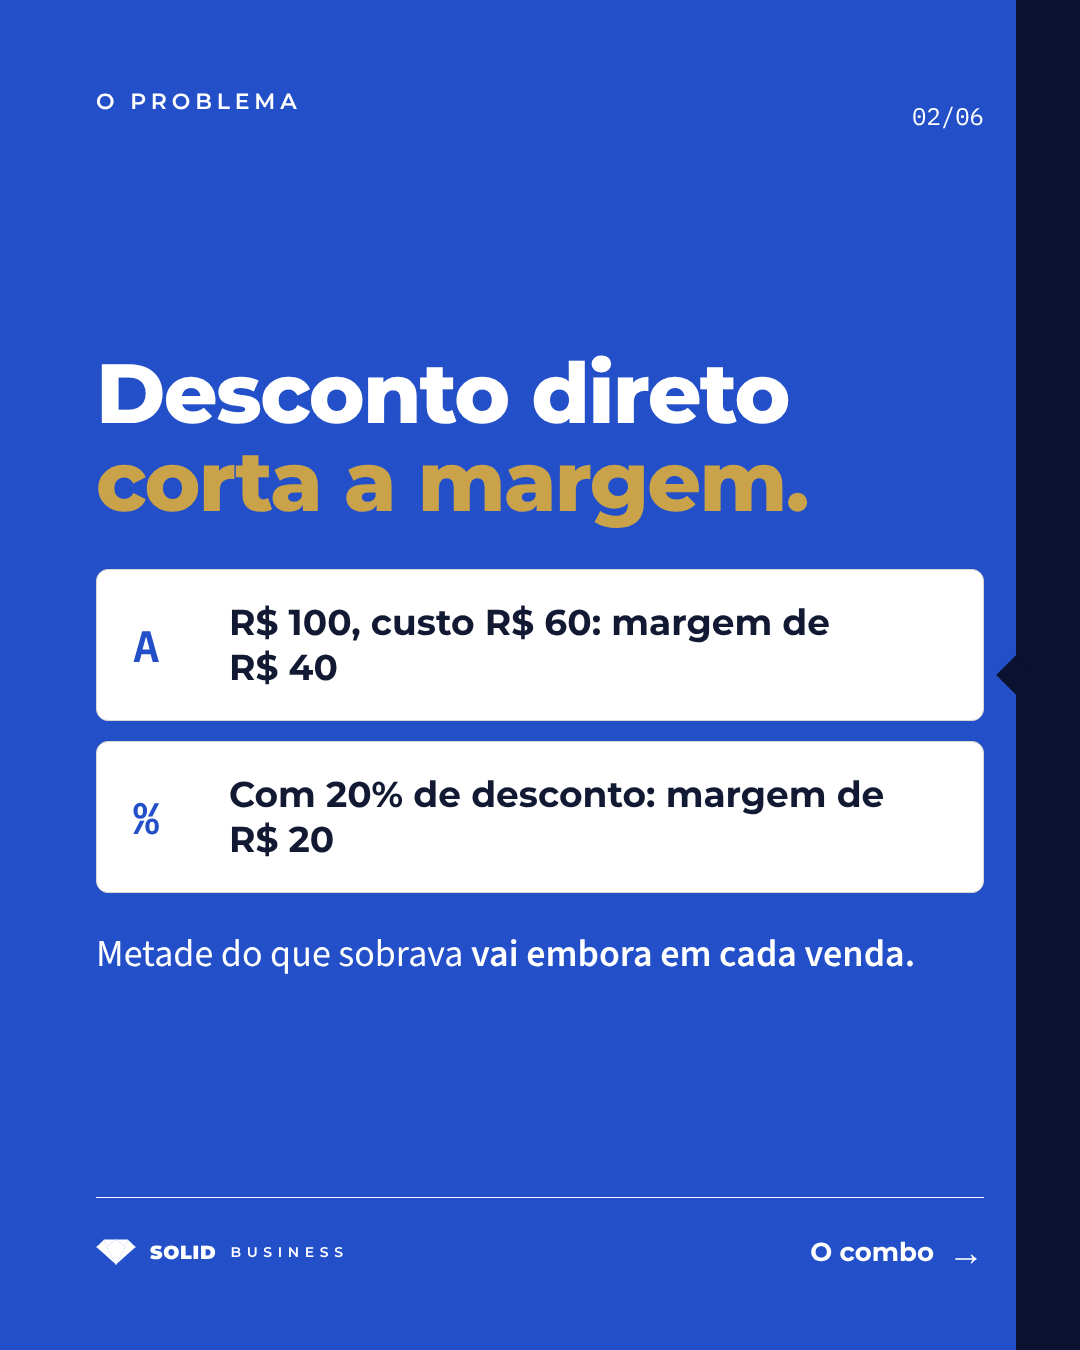 O PROBLEMA
02/06
Desconto direto
corta a margem.
A
R$ 100, custo R$ 60: margem de
R$ 40
%
Com 20% de desconto: margem de
R$ 20
Metade do que sobrava vai embora em cada venda.
SOLID BUSINESS
O combo →